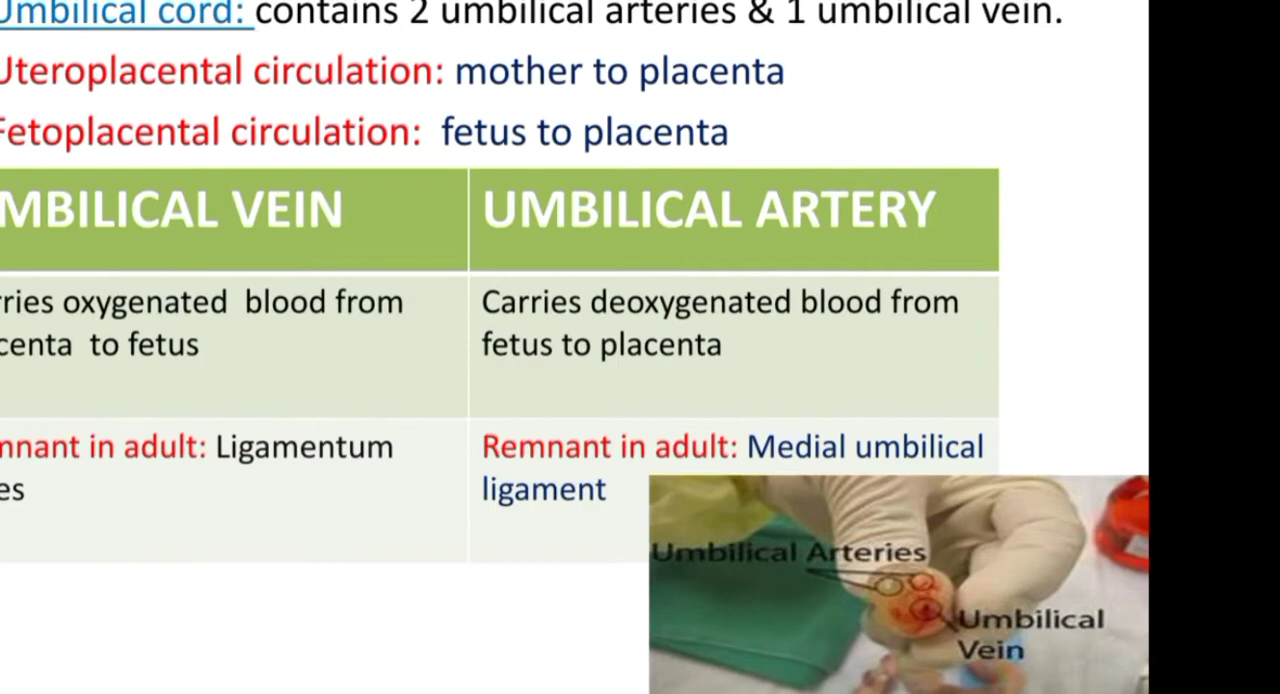 Umbilical cord: contains 2 umbilical arteries & 1 umbilical vein.
Uteroplacental circulation: mother to placenta
Fetoplacental circulation: fetus to placenta
MBILICAL VEIN
UMBILICAL ARTERY
rries oxygenated blood from
centa to fetus
Carries deoxygenated blood from
fetus to placenta
mnant in adult: Ligamentum
es
Remnant in adult: Medial umbilical
ligament
Umbilical Arteries
Umbilical
Vein